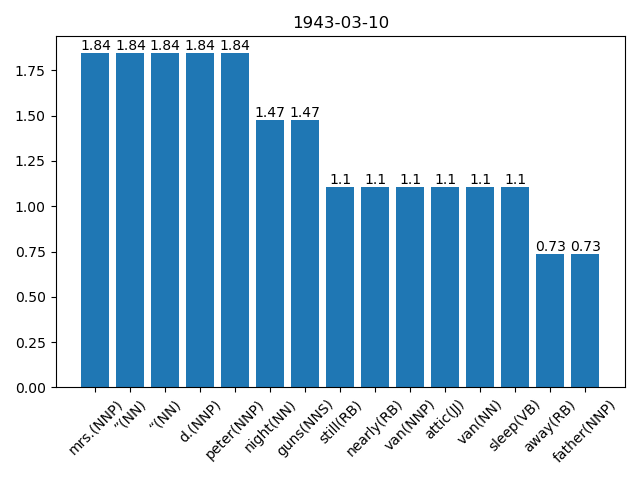 1943-03-10
1.84 1.84 1.84 1.84 1.84
1.47 1.47
1.1 1.1 1.1 1.1 1.1 1.1
0.73 0.73
1.75
1.50
1.25
1.00
0.75
0.50
0.25
0.00
mrs.(NNP)
”(NN)
“(NN)
d.(NNP)
peter(NNP)
night(NN)
guns(NNS)
still(RB)
nearly(RB)
van(NNP)
attic(JJ)
van(NN)
sleep(VB)
away(RB)
father(NNP)